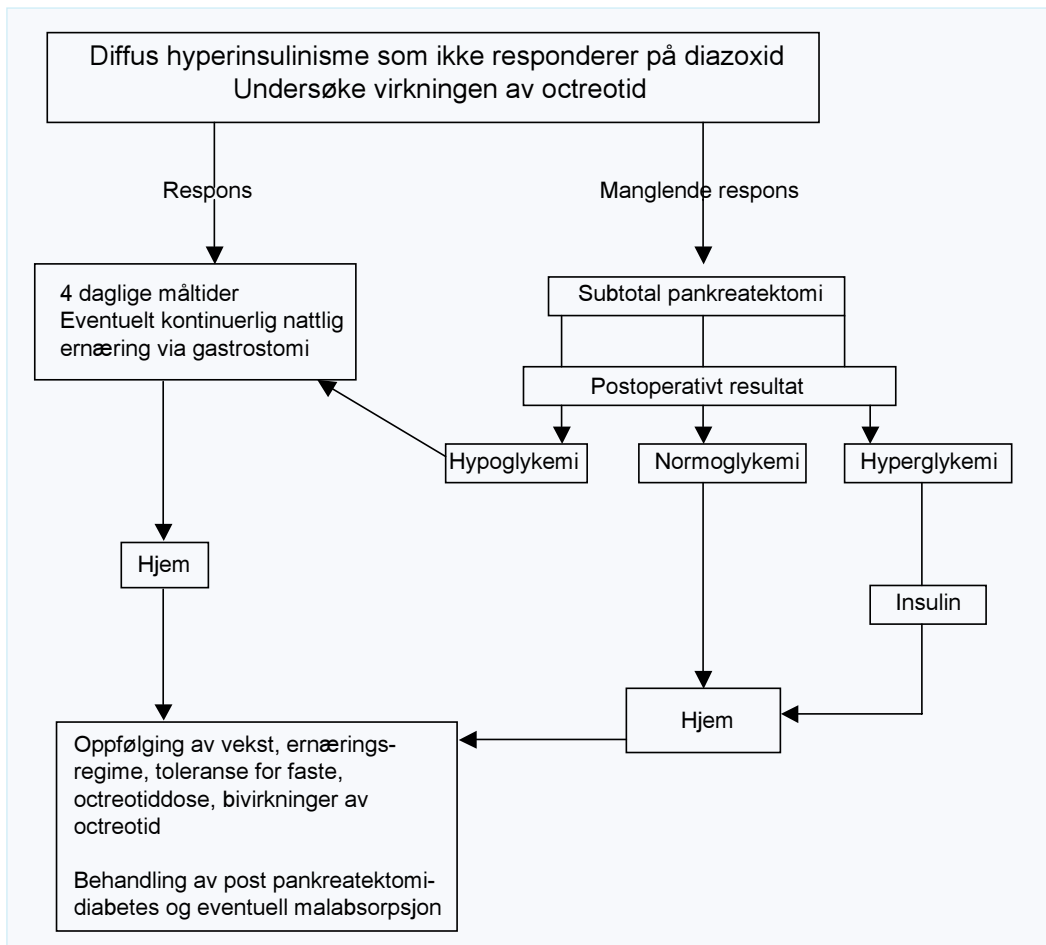 Diffus hyperinsulinisme som ikke responderer på diazoxid
Undersøke virkningen av octreotid
Respons
Manglende respons
4 daglige måltider
Eventuelt kontinuerlig nattlig
ernæring via gastrostomi
Subtotal pankreatektomi
Postoperativt resultat
Hypoglykemi
Normoglykemi
Hyperglykemi
Hjem
Insulin
Hjem
Oppfølging av vekst, ernærings-
regime, toleranse for faste,
octreotiddose, bivirkninger av
octreotid
Behandling av post pankreatektomi-
diabetes og eventuell malabsorpsjon